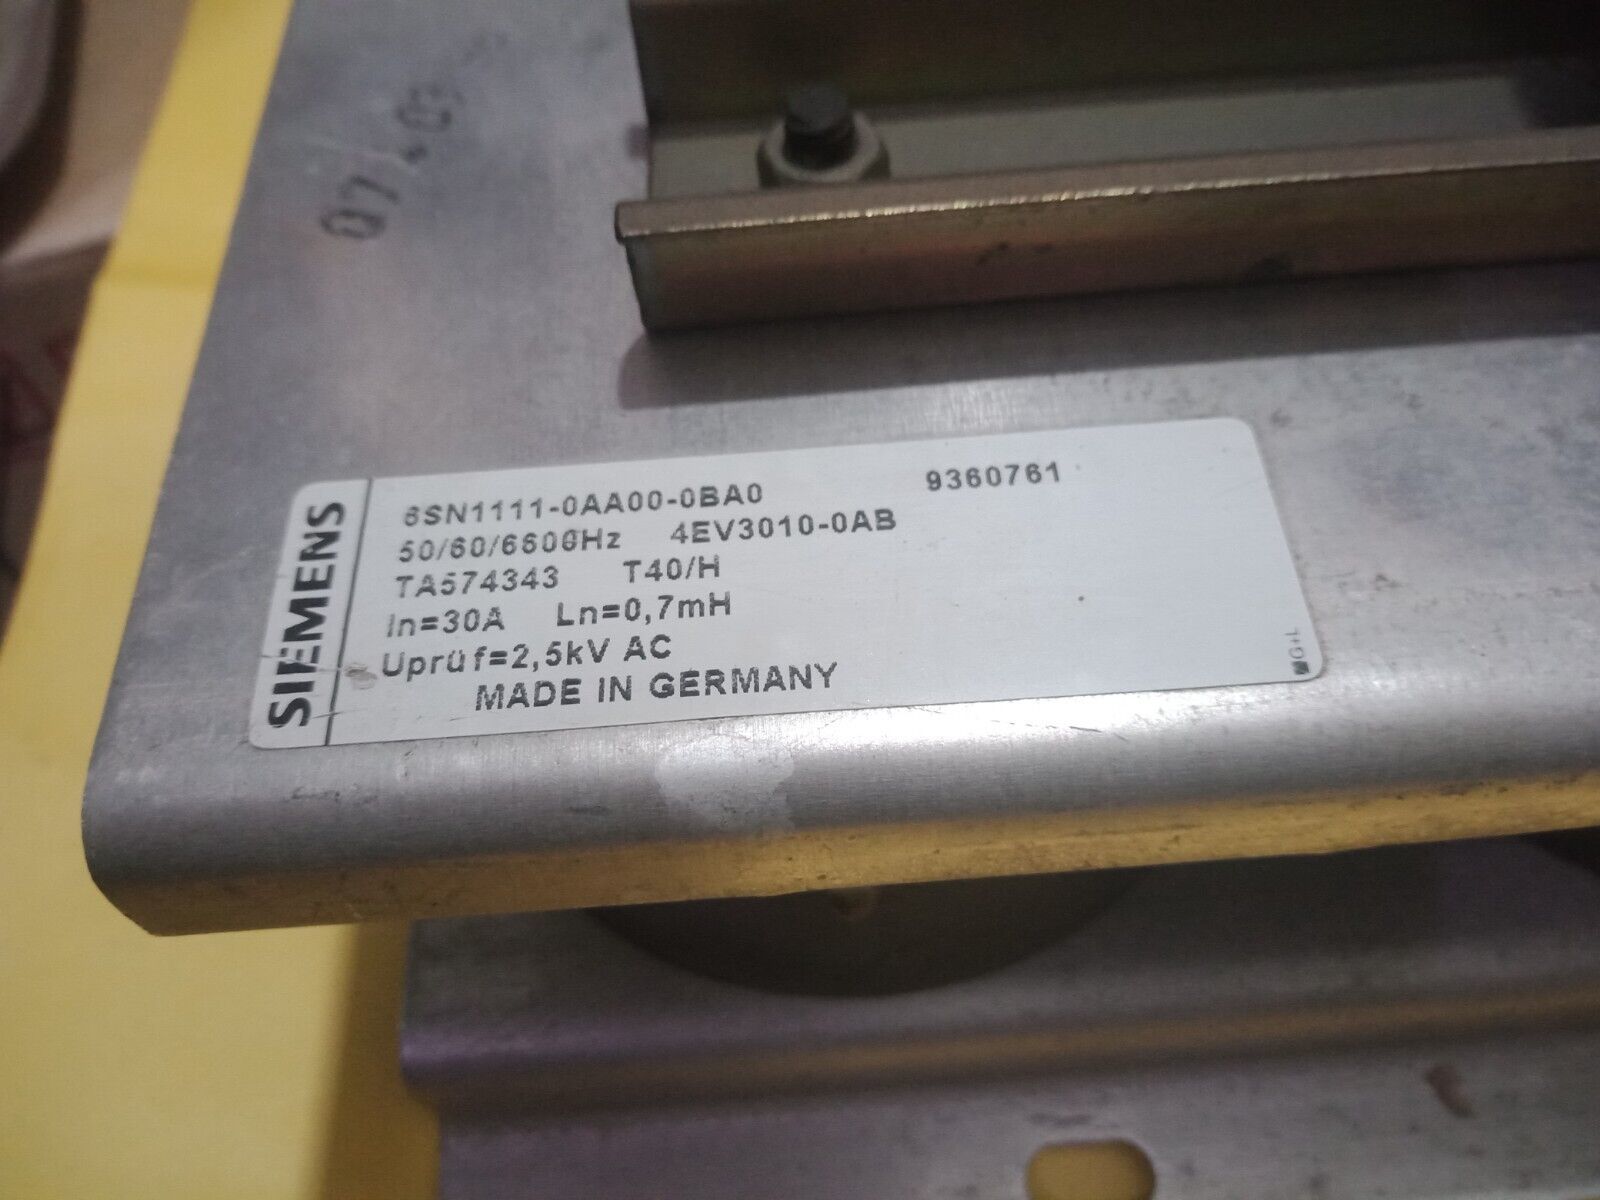 07.03
SIEMENS
6SN1111-0AA00-0BA0 9360761
50/60/6600Hz 4EV3010-0AB
TA574343 T40/H
In=30A Ln=0,7mH
Uprüf=2,5kV AC
MADE IN GERMANY
G+L